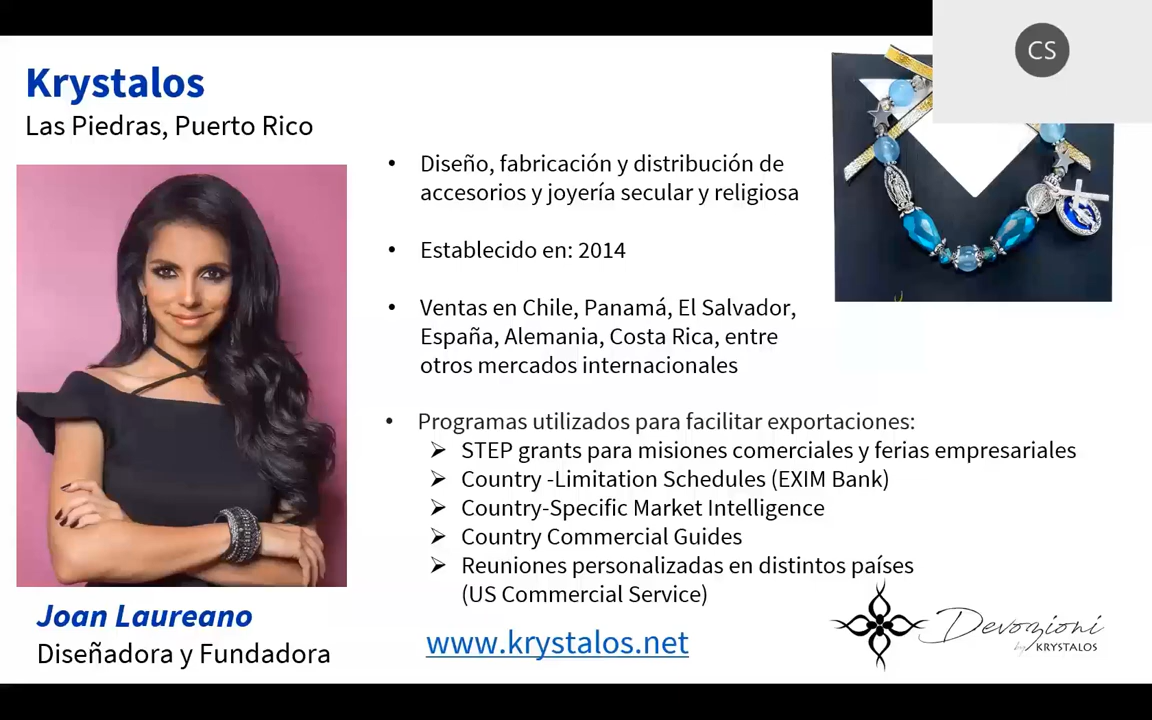 CS
Krystalos
Las Piedras, Puerto Rico
• Diseño, fabricación y distribución de
accesorios y joyería secular y religiosa
• Establecido en: 2014
• Ventas en Chile, Panamá, El Salvador,
España, Alemania, Costa Rica, entre
otros mercados internacionales
• Programas utilizados para facilitar exportaciones:
➢ STEP grants para misiones comerciales y ferias empresariales
➢ Country -Limitation Schedules (EXIM Bank)
➢ Country-Specific Market Intelligence
➢ Country Commercial Guides
➢ Reuniones personalizadas en distintos países
(US Commercial Service)
Joan Laureano
Diseñadora y Fundadora
www.krystalos.net
Devozioni
by KRYSTALOS